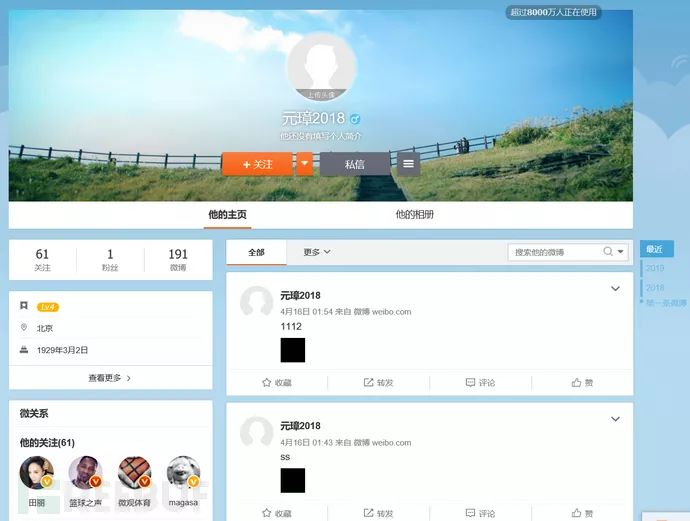 超过8000万人正在使用
上传头像
元璋2018
他还没有填写个人简介
+ 关注
私信
他的主页
他的相册
61
关注
1
粉丝
191
微博
全部
更多
搜索他的微博
最近
2019
2018
第一条微博
Lv.4
北京
1929年3月2日
查看更多
元璋2018
4月18日 01:54 来自 微博 weibo.com
1112
收藏
转发
评论
赞
微关系
他的关注(61)
田丽
篮球之声
微观体育
magasa
元璋2018
4月16日 01:43 来自 微博 weibo.com
ss
收藏
转发
评论
赞
FREEBUF